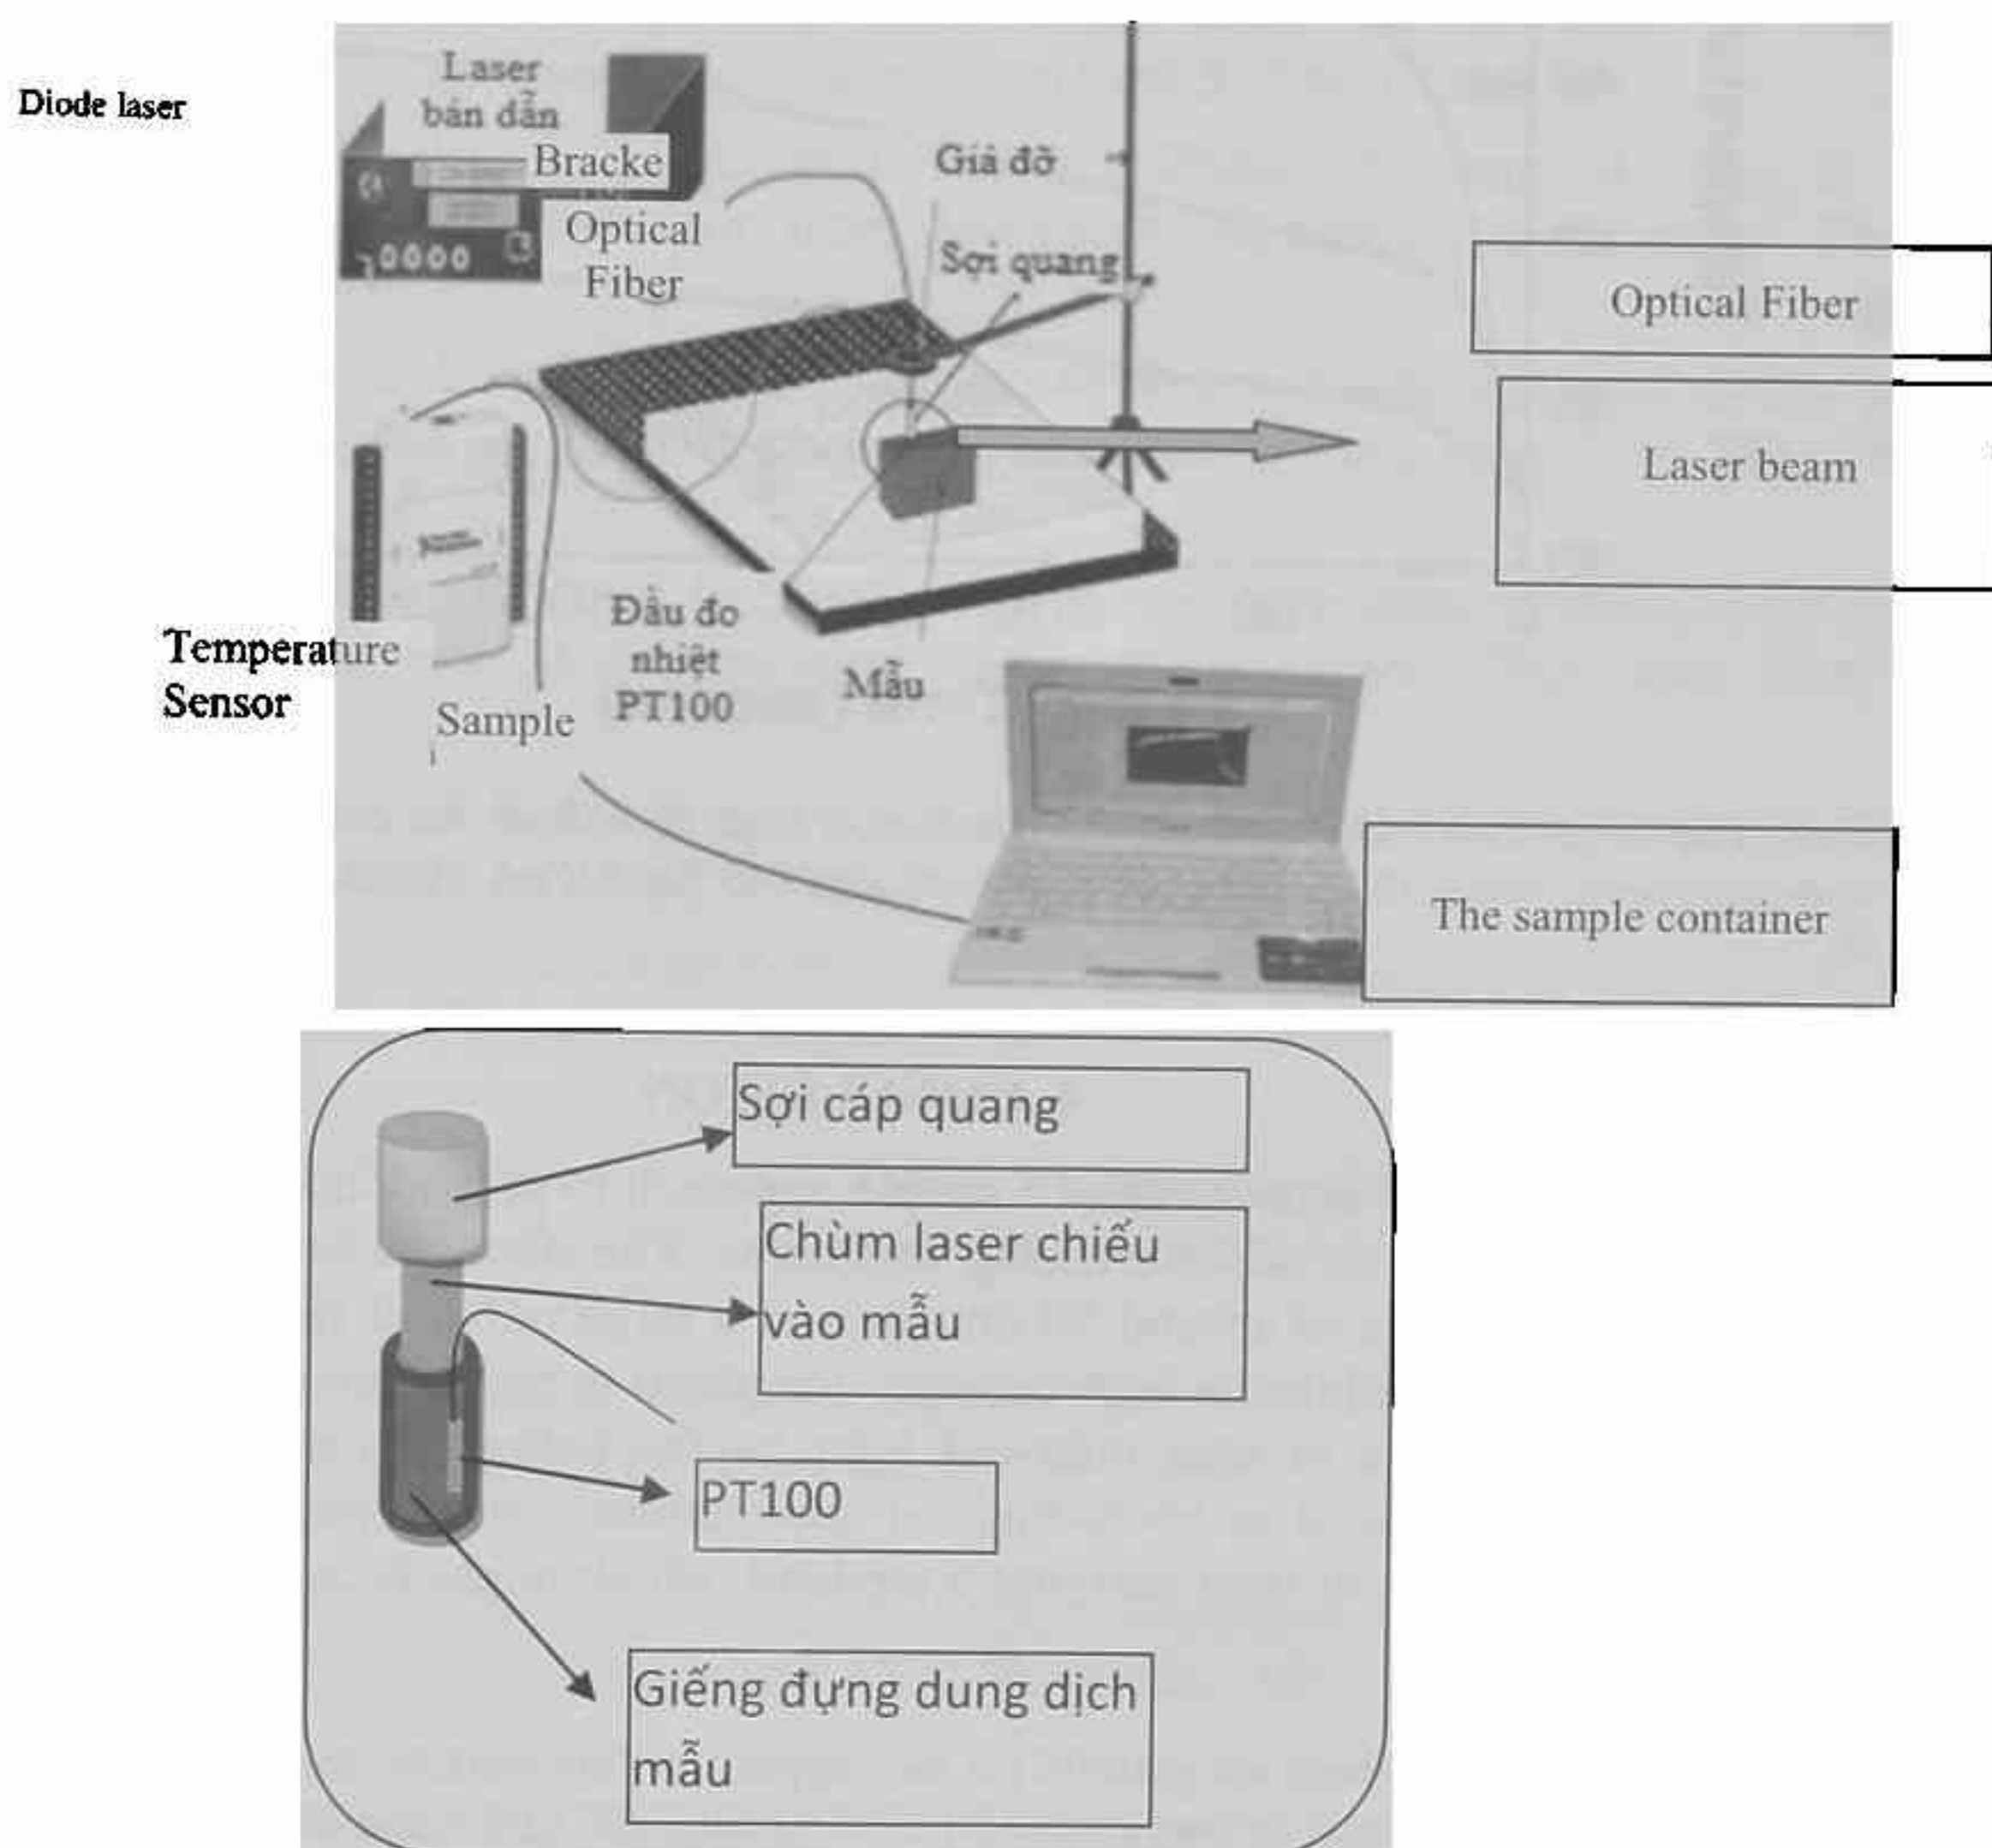 Diode laser
Laser
bán dẫn
Bracke
Optical
Fiber
Giá đỡ
Sợi quang
Optical Fiber
Laser beam
Temperature
Sensor
Sample
Đầu đo
nhiệt
PT100
Mẫu
The sample container
0000
Sợi cáp quang
Chùm laser chiếu
vào mẫu
PT100
Giếng đựng dung dịch
mẫu